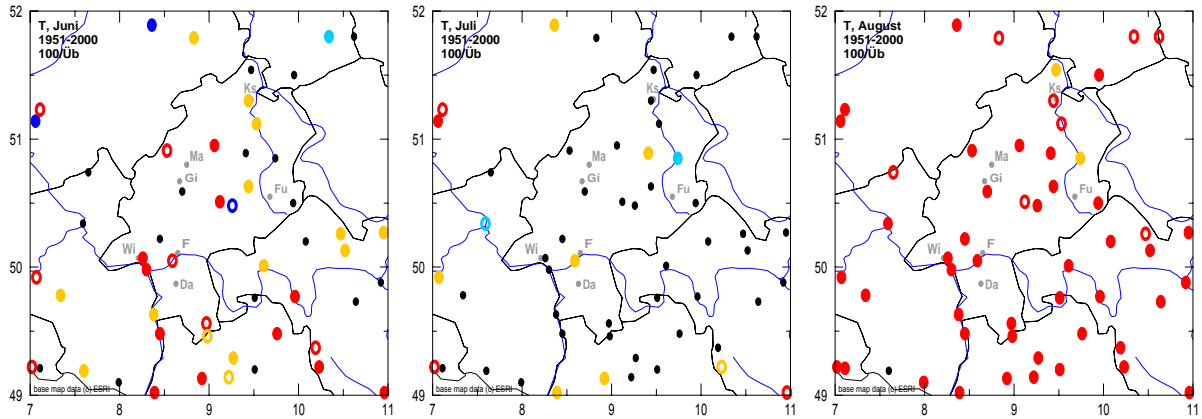 T, Juni
1951-2000
100/Üb
52
51
50
49
7
8
9
10
11
Ks
Ma
Gi
Fu
Wi
F
Da
base map data (c) ESRI
T, Juli
1951-2000
100/Üb
52
51
50
49
7
8
9
10
11
Ks
Ma
Gi
Fu
Wi
F
Da
base map data (c) ESRI
T, August
1951-2000
100/Üb
52
51
50
49
7
8
9
10
11
Ks
Ma
Gi
Fu
Wi
F
Da
base map data (c) ESRI